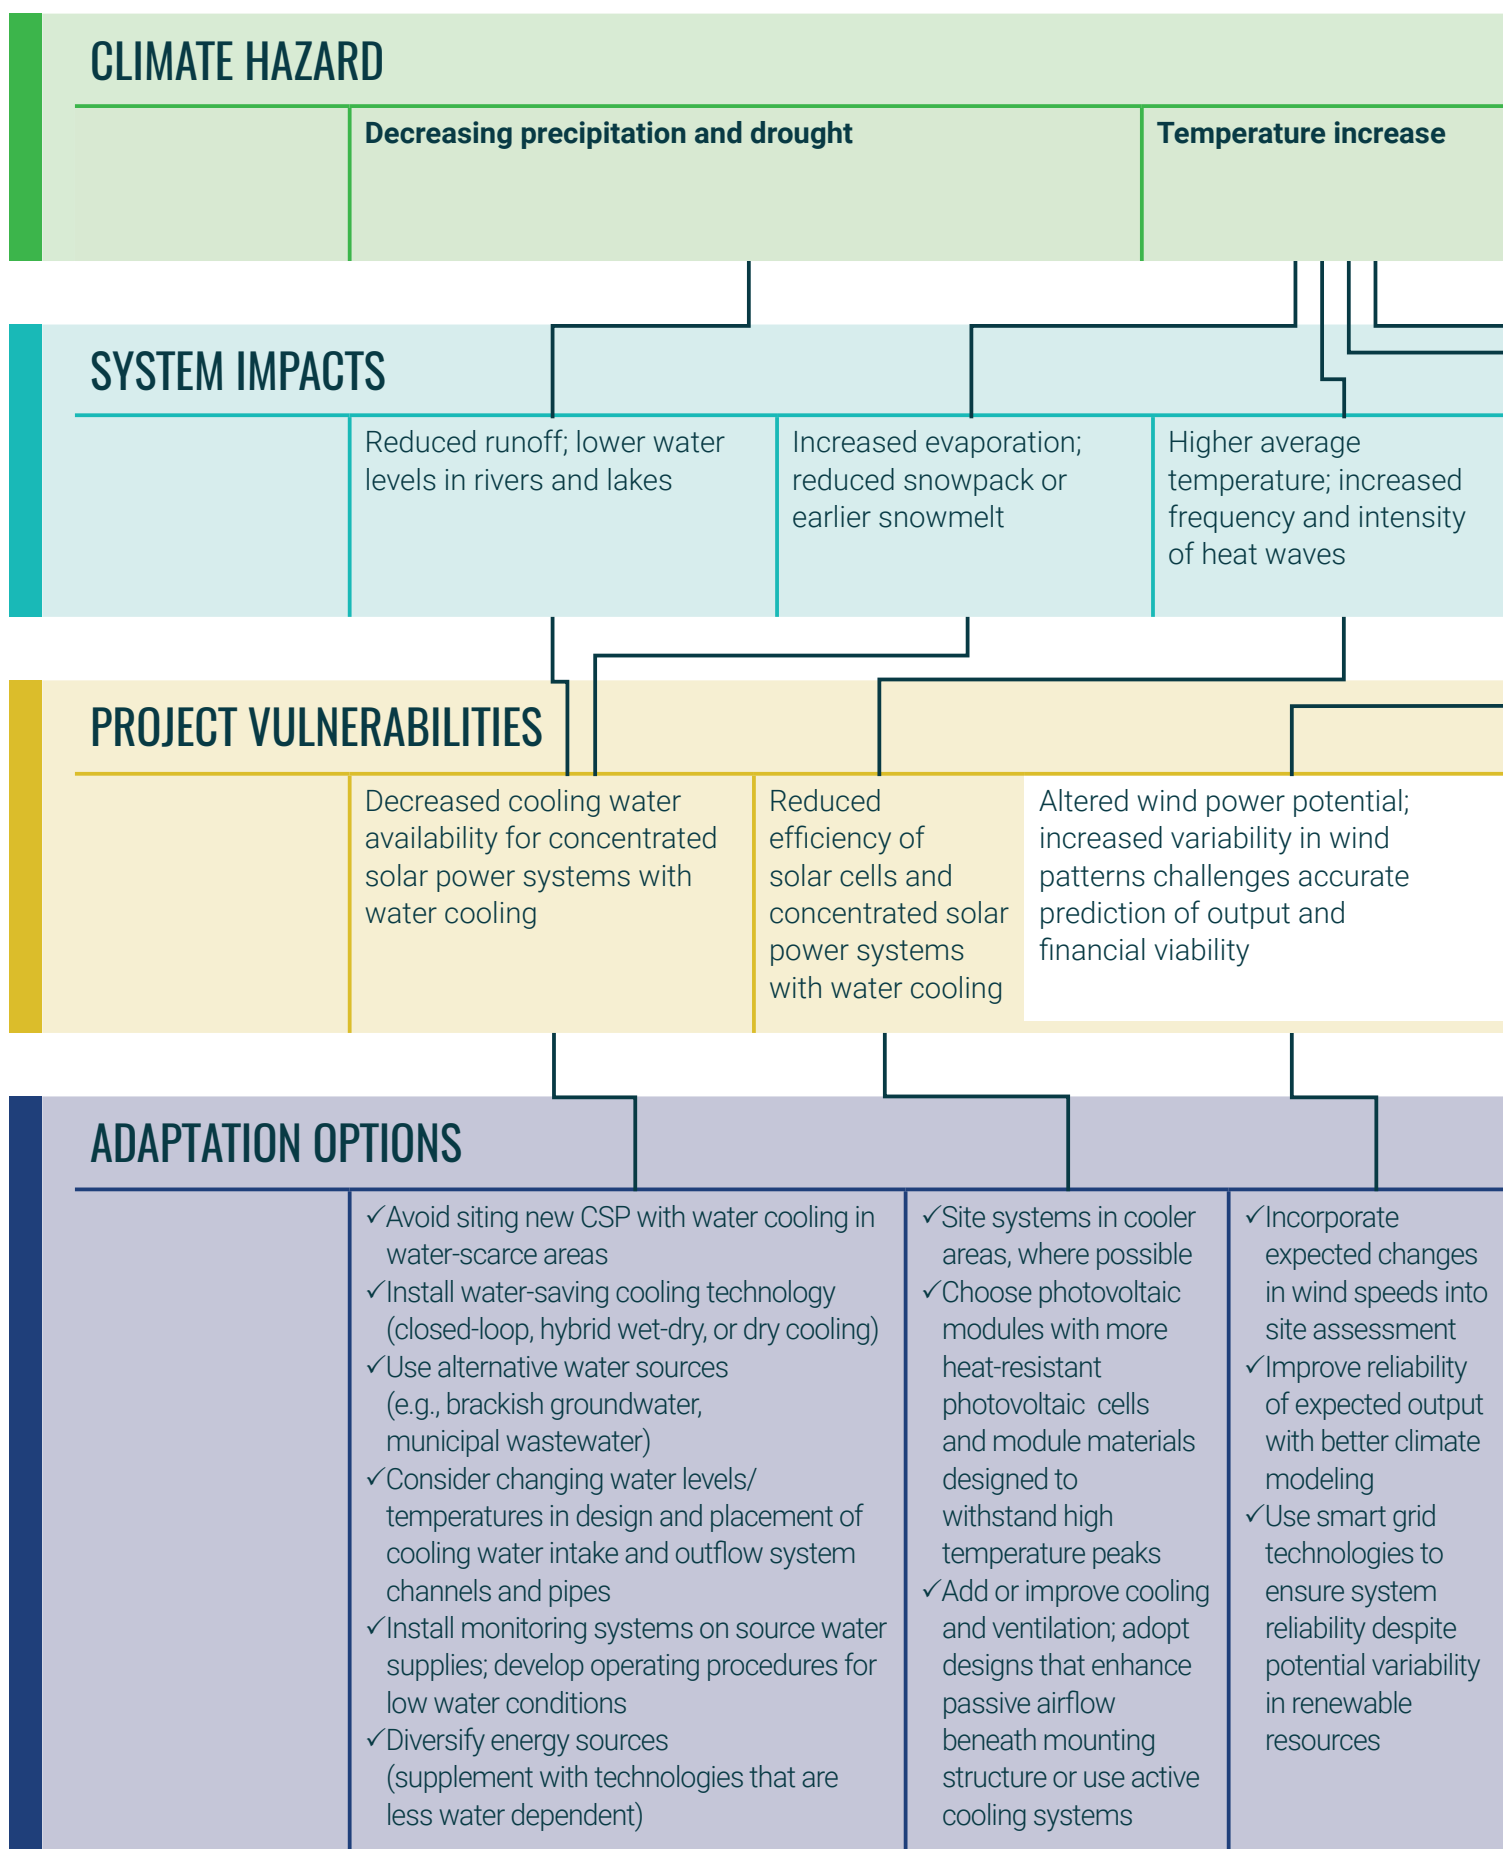 CLIMATE HAZARD
Decreasing precipitation and drought
Temperature increase
SYSTEM IMPACTS
Reduced runoff; lower water
levels in rivers and lakes
Increased evaporation;
reduced snowpack or
earlier snowmelt
Higher average
temperature; increased
frequency and intensity
of heat waves
PROJECT VULNERABILITIES
Decreased cooling water
availability for concentrated
solar power systems with
water cooling
Reduced
efficiency of
solar cells and
concentrated solar
power systems
with water cooling
Altered wind power potential;
increased variability in wind
patterns challenges accurate
prediction of output and
financial viability
ADAPTATION OPTIONS
✓Avoid siting new CSP with water cooling in
water-scarce areas
✓Install water-saving cooling technology
(closed-loop, hybrid wet-dry, or dry cooling)
✓Use alternative water sources
(e.g., brackish groundwater,
municipal wastewater)
✓Consider changing water levels/
temperatures in design and placement of
cooling water intake and outflow system
channels and pipes
✓Install monitoring systems on source water
supplies; develop operating procedures for
low water conditions
✓Diversify energy sources
(supplement with technologies that are
less water dependent)
✓Site systems in cooler
areas, where possible
✓Choose photovoltaic
modules with more
heat-resistant
photovoltaic cells
and module materials
designed to
withstand high
temperature peaks
✓Add or improve cooling
and ventilation; adopt
designs that enhance
passive airflow
beneath mounting
structure or use active
cooling systems
✓Incorporate
expected changes
in wind speeds into
site assessment
✓Improve reliability
of expected output
with better climate
modeling
✓Use smart grid
technologies to
ensure system
reliability despite
potential variability
in renewable
resources